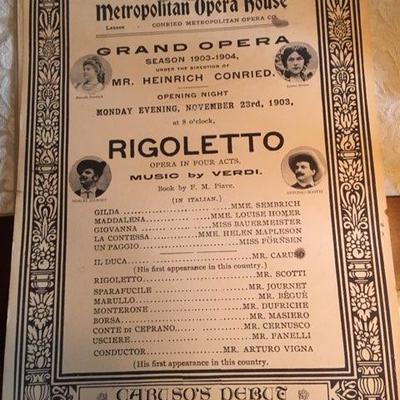 Metropolitan Opera House
Lessee CONRIED METROPOLITAN OPERA CO.
GRAND OPERA
SEASON 1903-1904,
UNDER THE DIRECTION OF
MR. HEINRICH CONRIED.
OPENING NIGHT
MONDAY EVENING, NOVEMBER 23rd, 1903,
at 8 o'clock,
RIGOLETTO
OPERA IN FOUR ACTS.
MUSIC by VERDI.
Book by F. M. Piave.
(IN ITALIAN.)
GILDA ... MME. SEMBRICH
MADDALENA ... MME. LOUISE HOMER
GIOVANNA ... MISS BAUERMEISTER
LA CONTESSA ... MME. HELEN MAPLESON
UN PAGGIO ... MISS PÖRNSEN
IL DUCA ... MR. CARUSO
(His first appearance in this country.)
RIGOLETTO ... MR. SCOTTI
SPARAFUCILE ... MR. JOURNET
MARULLO ... MR. BÉGUÉ
MONTERONE ... MR. DUFRICHE
BORSA ... MR. MASIERO
CONTE DI CEPRANO ... MR. CERNUSCO
USCIERE ... MR. FANELLI
CONDUCTOR ... MR. ARTURO VIGNA
(His first appearance in this country.)
CARUSO'S DEBUT